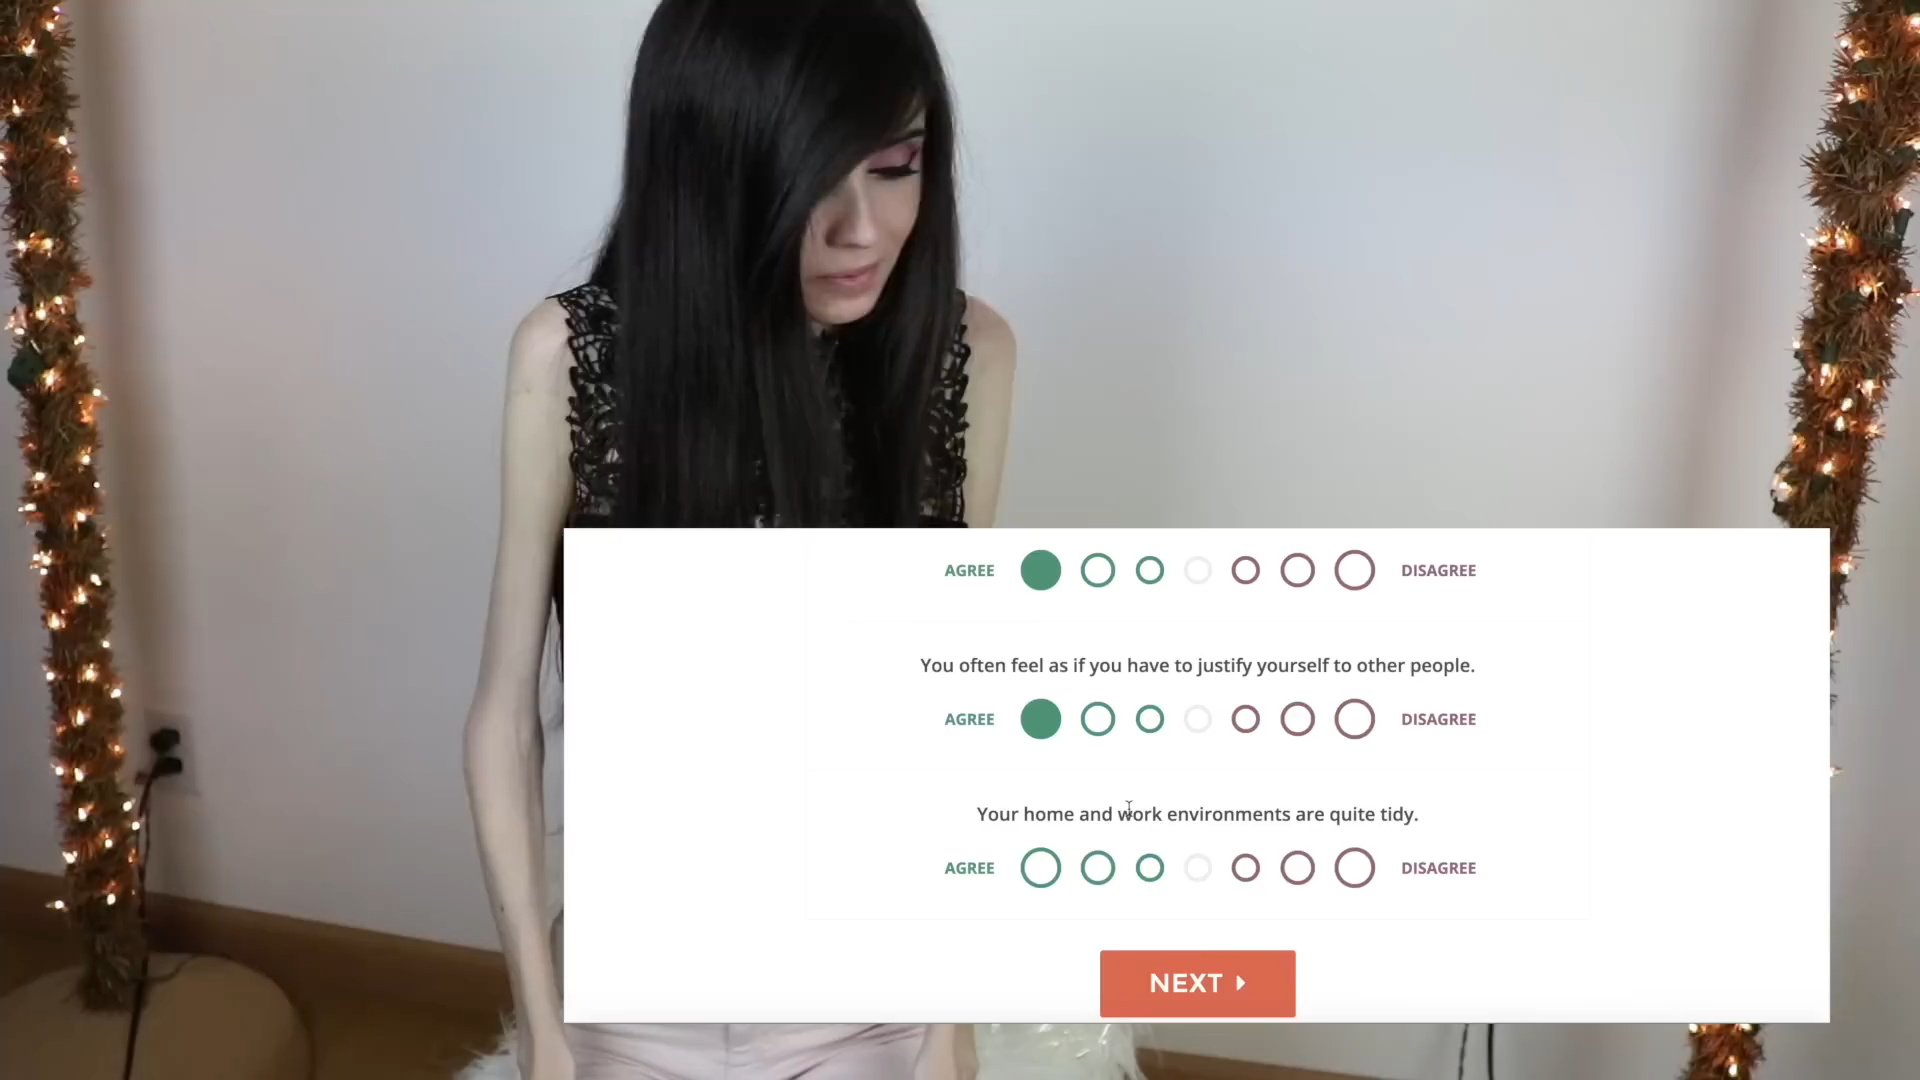 AGREE DISAGREE
You often feel as if you have to justify yourself to other people.
AGREE DISAGREE
Your home and work environments are quite tidy.
AGREE DISAGREE
NEXT